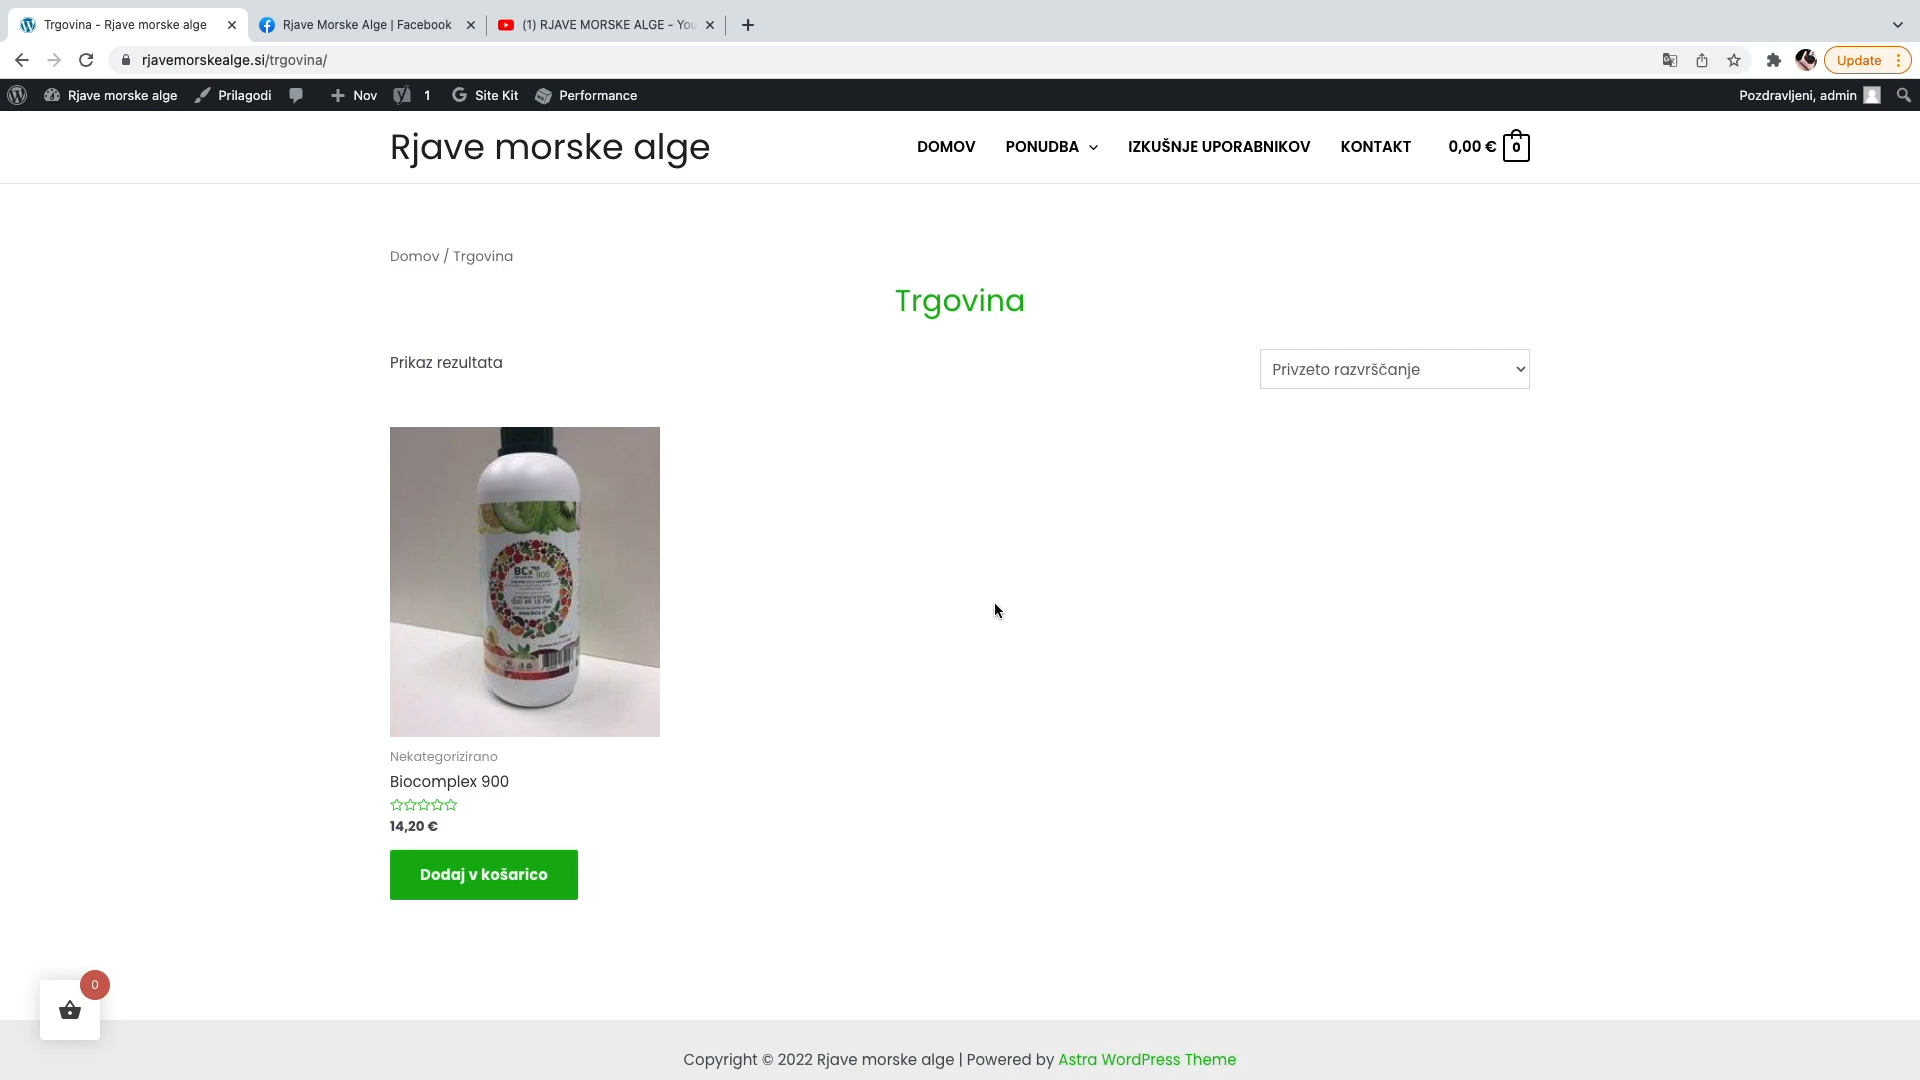 Trgovina - Rjave morske alge
Rjave Morske Alge | Facebook
(1) RJAVE MORSKE ALGE - You
rjavemorskealge.si/trgovina/
Update
Rjave morske alge
Prilagodi
Nov
1
Site Kit
Performance
Pozdravljeni, admin
Rjave morske alge
DOMOV
PONUDBA
IZKUŠNJE UPORABNIKOV
KONTAKT
0,00 €
0
Domov / Trgovina
Trgovina
Prikaz rezultata
Privzeto razvrščanje
BCx
900
Nekategorizirano
Biocomplex 900
14,20 €
Dodaj v košarico
0
Copyright © 2022 Rjave morske alge | Powered by Astra WordPress Theme